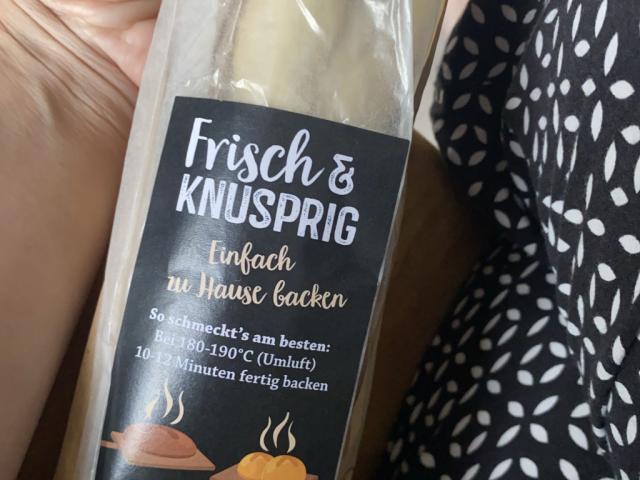 Frisch &
KNUSPRIG
Einfach
zu Hause backen
So schmeckt's am besten:
Bei 180-190°C (Umluft)
10-12 Minuten fertig backen